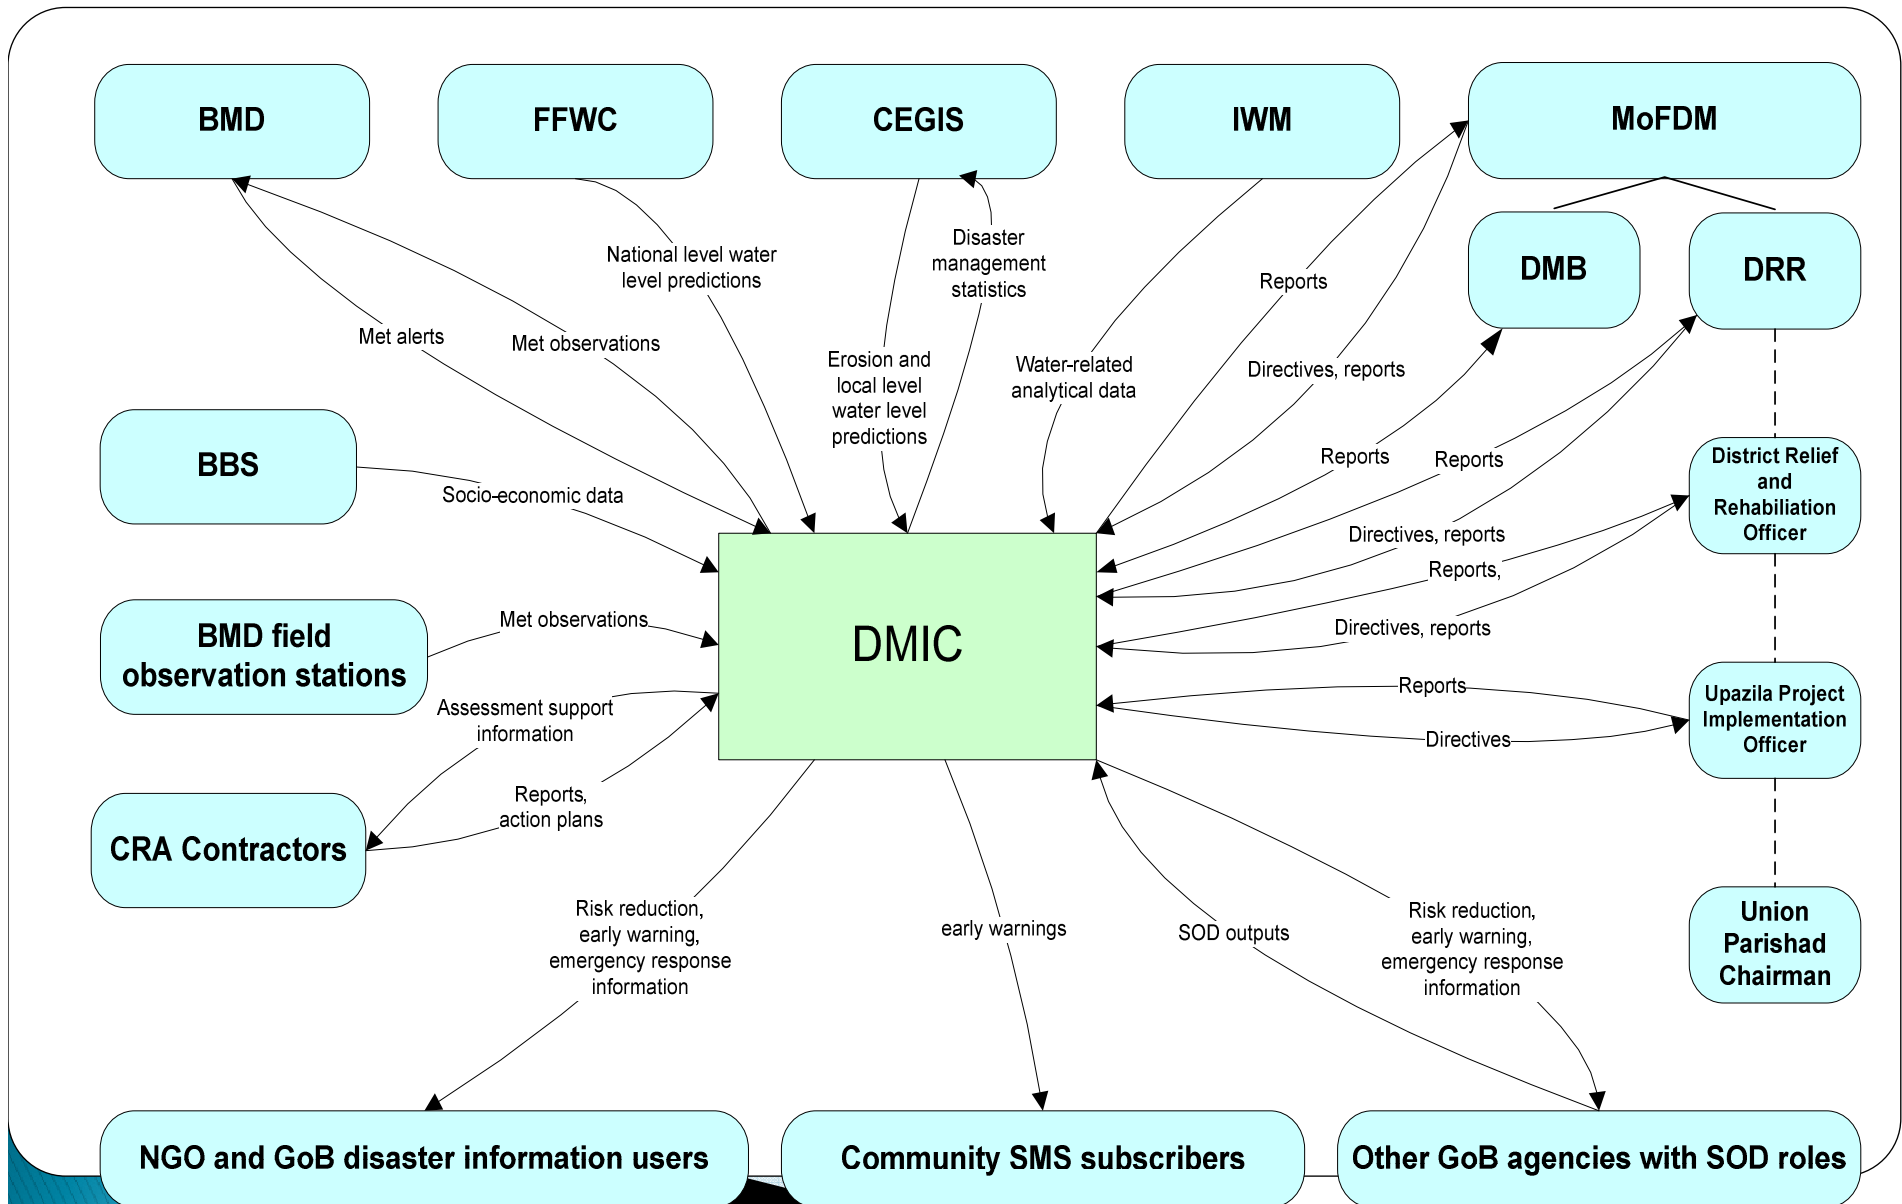 BMD
FFWC
CEGIS
IWM
MoFDM
DMB
DRR
National level water
level predictions
Disaster
management
statistics
Reports
Met alerts
Met observations
Erosion and
local level
water level
predictions
Water-related
analytical data
Directives, reports
BBS
Socio-economic data
Reports
Reports
District Relief
and
Rehabiliation
Officer
Directives, reports
Reports,
BMD field
observation stations
Met observations
DMIC
Directives, reports
Assessment support
information
Reports
Directives
Upazila Project
Implementation
Officer
CRA Contractors
Reports,
action plans
Risk reduction,
early warning,
emergency response
information
early warnings
SOD outputs
Risk reduction,
early warning,
emergency response
information
Union
Parishad
Chairman
NGO and GoB disaster information users
Community SMS subscribers
Other GoB agencies with SOD roles